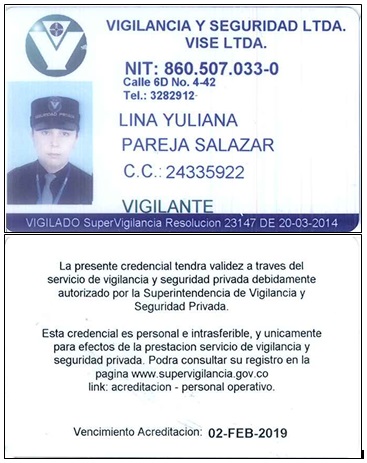 VIGILANCIA Y SEGURIDAD LTDA.
VISE LTDA.
NIT: 860.507.033-0
Calle 6D No. 4-42
Tel.: 3282912
LINA YULIANA
PAREJA SALAZAR
C.C.: 24335922
VIGILANTE
VIGILADO SuperVigilancia Resolucion 23147 DE 20-03-2014
La presente credencial tendra validez a traves del
servicio de vigilancia y seguridad privada debidamente
autorizado por la Superintendencia de Vigilancia y
Seguridad Privada.
Esta credencial es personal e intrasferible, y unicamente
para efectos de la prestacion servicio de vigilancia y
seguridad privada. Podra consultar su registro en la
pagina www.supervigilancia.gov.co
link: acreditacion - personal operativo.
Vencimiento Acreditacion: 02-FEB-2019